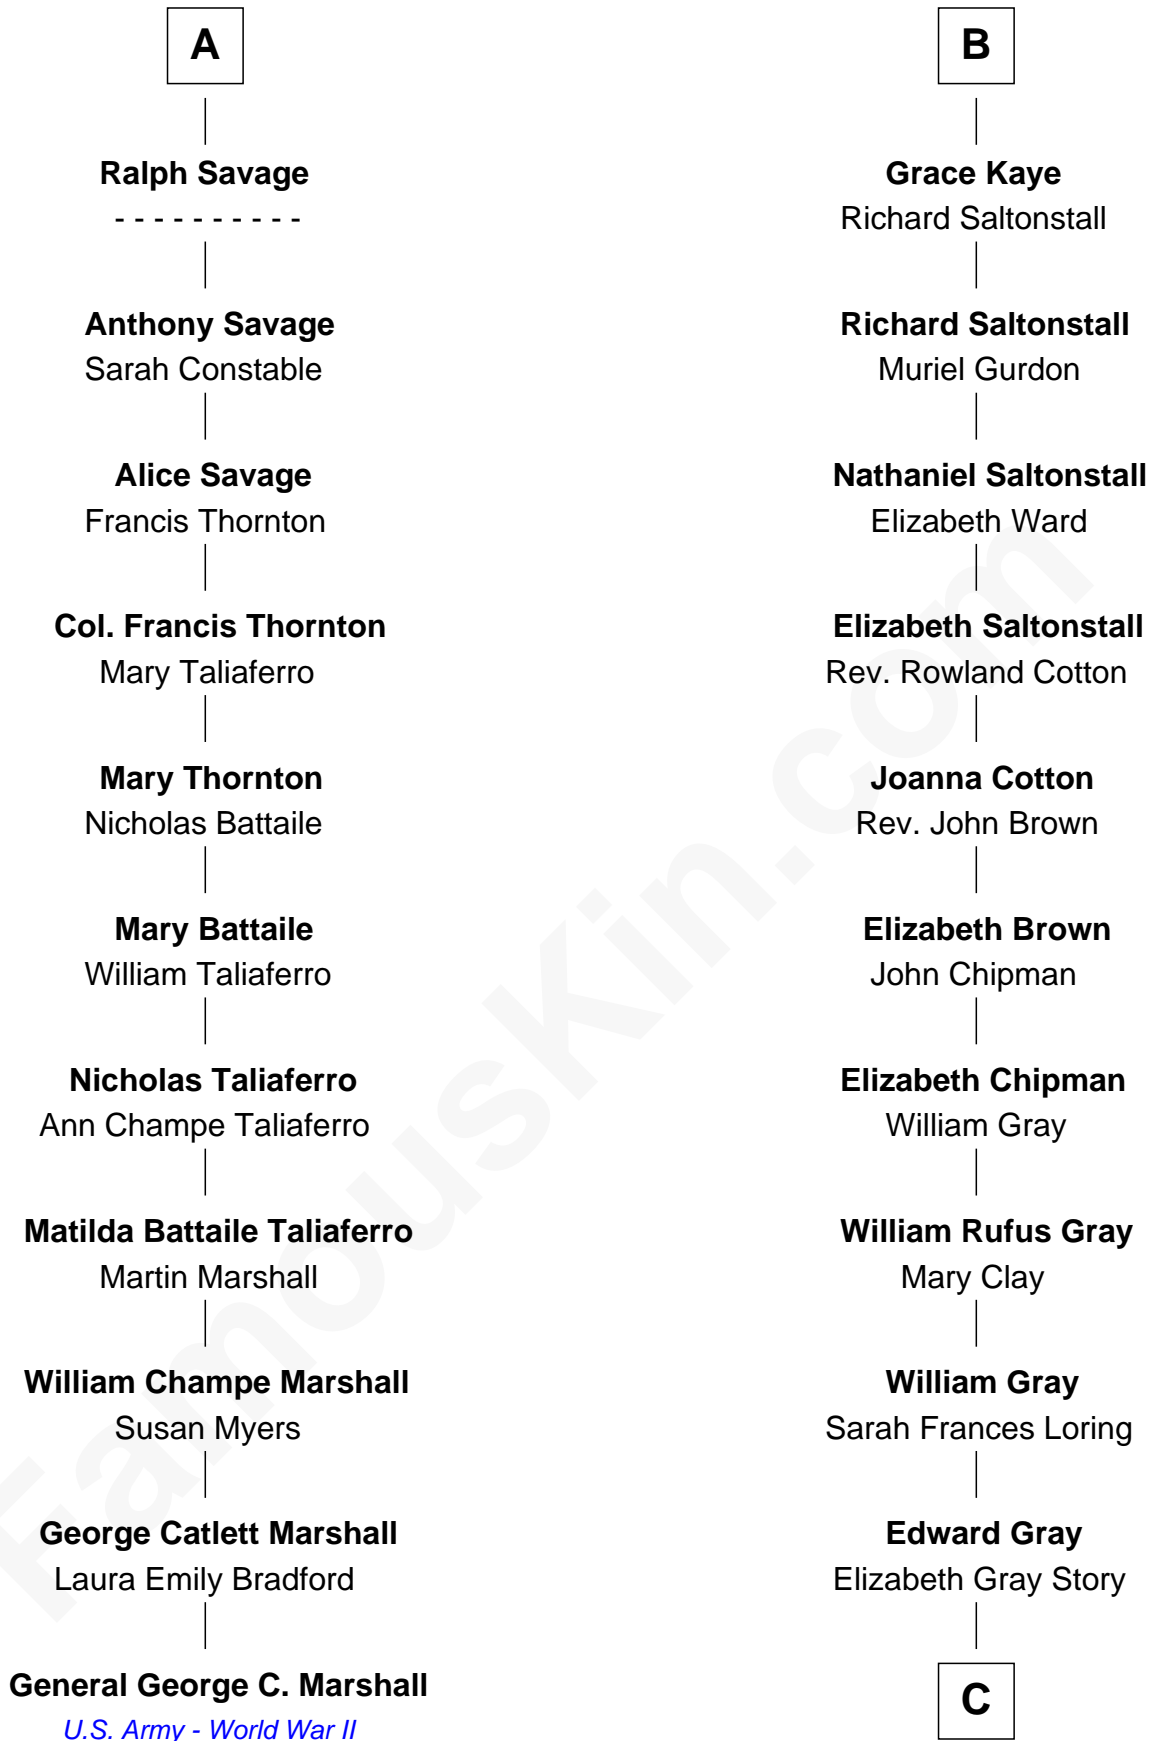 A
Ralph Savage
- - - - - - - - - -
Anthony Savage
Sarah Constable
Alice Savage
Francis Thornton
Col. Francis Thornton
Mary Taliaferro
Mary Thornton
Nicholas Battaile
Mary Battaile
William Taliaferro
Nicholas Taliaferro
Ann Champe Taliaferro
Matilda Battaile Taliaferro
Martin Marshall
William Champe Marshall
Susan Myers
George Catlett Marshall
Laura Emily Bradford
General George C. Marshall
U.S. Army - World War II
B
Grace Kaye
Richard Saltonstall
Richard Saltonstall
Muriel Gurdon
Nathaniel Saltonstall
Elizabeth Ward
Elizabeth Saltonstall
Rev. Rowland Cotton
Joanna Cotton
Rev. John Brown
Elizabeth Brown
John Chipman
Elizabeth Chipman
William Gray
William Rufus Gray
Mary Clay
William Gray
Sarah Frances Loring
Edward Gray
Elizabeth Gray Story
C
FamousKin.com